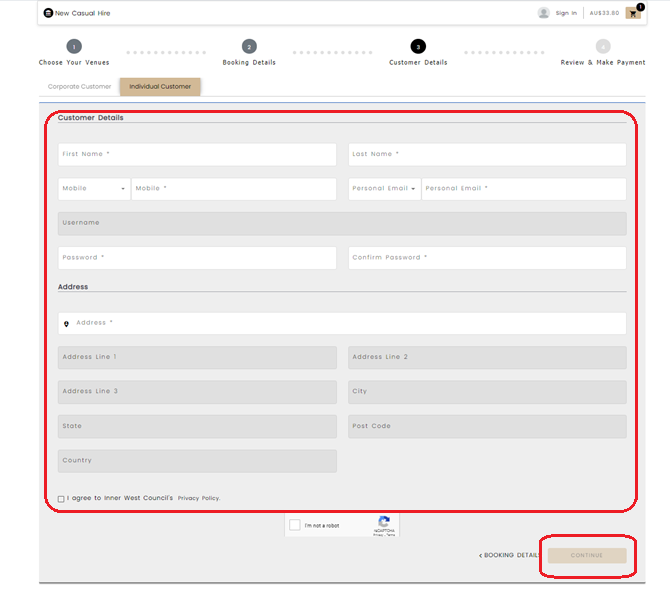 New Casual Hire Sign In AU$33.80 1
1 2 3 4
Choose Your Venues Booking Details Customer Details Review & Make Payment
Corporate Customer Individual Customer
Customer Details
First Name * Last Name *
Mobile Mobile * Personal Email Personal Email *
Username
Password * Confirm Password *
Address
Address *
Address Line 1 Address Line 2
Address Line 3 City
State Post Code
Country
I agree to Inner West Council's Privacy Policy.
I'm not a robot
reCAPTCHA
Privacy - Terms
< BOOKING DETAILS CONTINUE